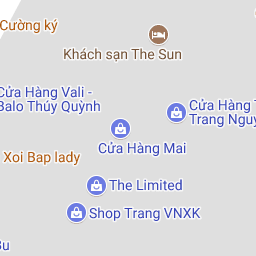 Cường ký
Khách sạn The Sun
Cửa Hàng Vali -
Balo Thúy Quỳnh
Cửa Hàng
Trang
Cửa Hàng Mai
Xoi Bap lady
The Limited
Shop Trang VNXK